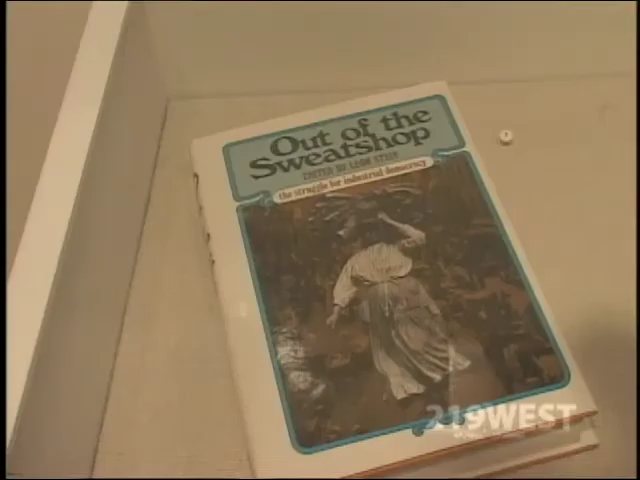 Out of the
Sweatshop
EDITED BY LEON STEIN
the struggle for industrial democracy
219WEST